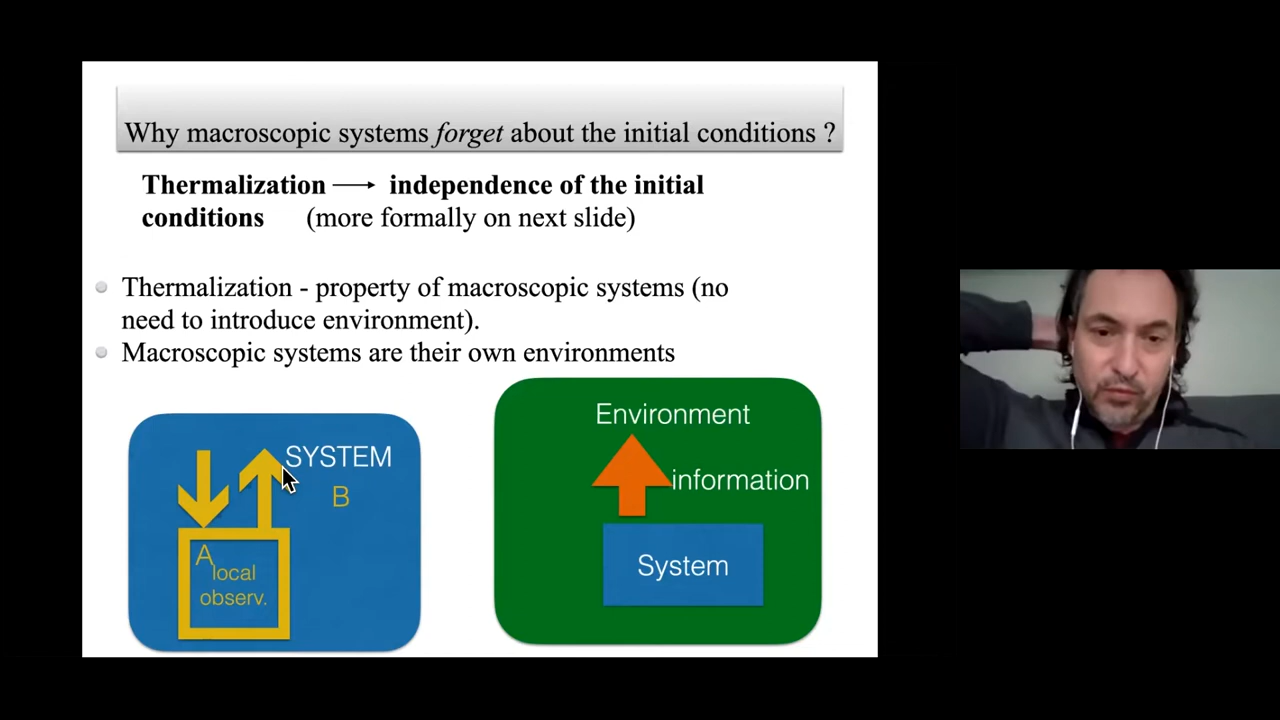 Why macroscopic systems forget about the initial conditions ?
Thermalization → independence of the initial
conditions (more formally on next slide)
Thermalization - property of macroscopic systems (no
need to introduce environment).
Macroscopic systems are their own environments
SYSTEM
B
A
local
observ.
Environment
information
System